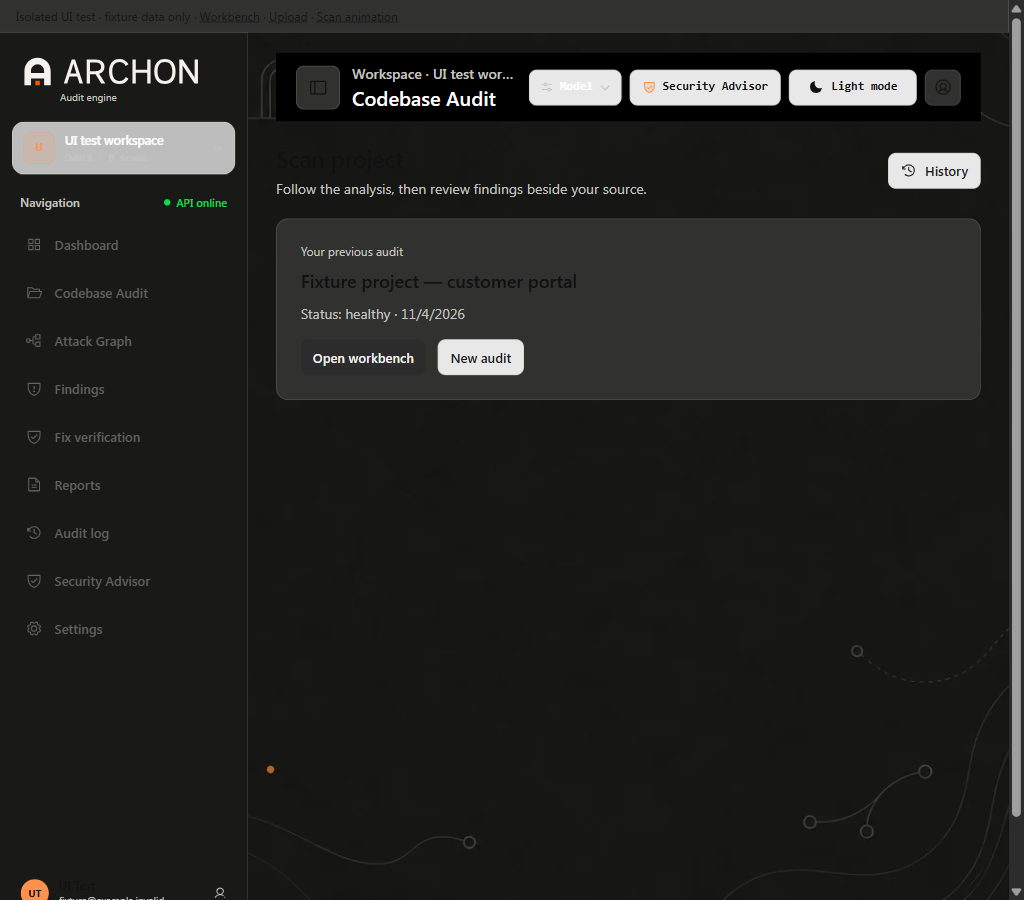 Isolated UI test · fixture data only · Workbench · Upload · Scan animation
ARCHON
Audit engine
UI test workspace
Navigation
API online
Dashboard
Codebase Audit
Attack Graph
Findings
Fix verification
Reports
Audit log
Security Advisor
Settings
UT
UI Test
Workspace · UI test wor...
Codebase Audit
Model
Security Advisor
Light mode
Scan project
Follow the analysis, then review findings beside your source.
History
Your previous audit
Fixture project — customer portal
Status: healthy · 11/4/2026
Open workbench
New audit